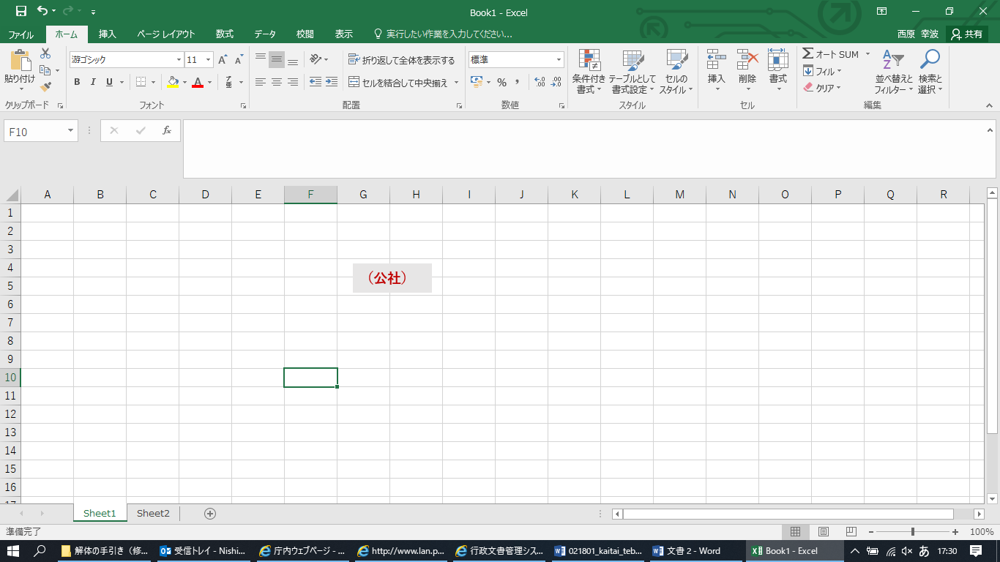 Book1 - Excel
ファイル ホーム 挿入 ページ レイアウト 数式 データ 校閲 表示 実行したい作業を入力してください... 西原 幸波 共有
貼り付け
クリップボード
游ゴシック 11
B I U
フォント
折り返して全体を表示する
セルを結合して中央揃え
配置
標準
% ,
数値
条件付き
書式
テーブルとして
書式設定
セルの
スタイル
スタイル
挿入 削除 書式
セル
Σ オート SUM
フィル
クリア
並べ替えと
フィルター
検索と
選択
編集
F10 fx
A B C D E F G H I J K L M N O P Q R
1
2
3
4
(公社)
5
6
7
8
9
10
11
12
13
14
15
16
17
Sheet1 Sheet2
準備完了 100%
解体の手引き（修... 受信トレイ - Nishi... 庁内ウェブページ - ... http://www.lan.p... 行政文書管理シス... 021801_kaitai_teb... 文書 2 - Word Book1 - Excel あ 17:30